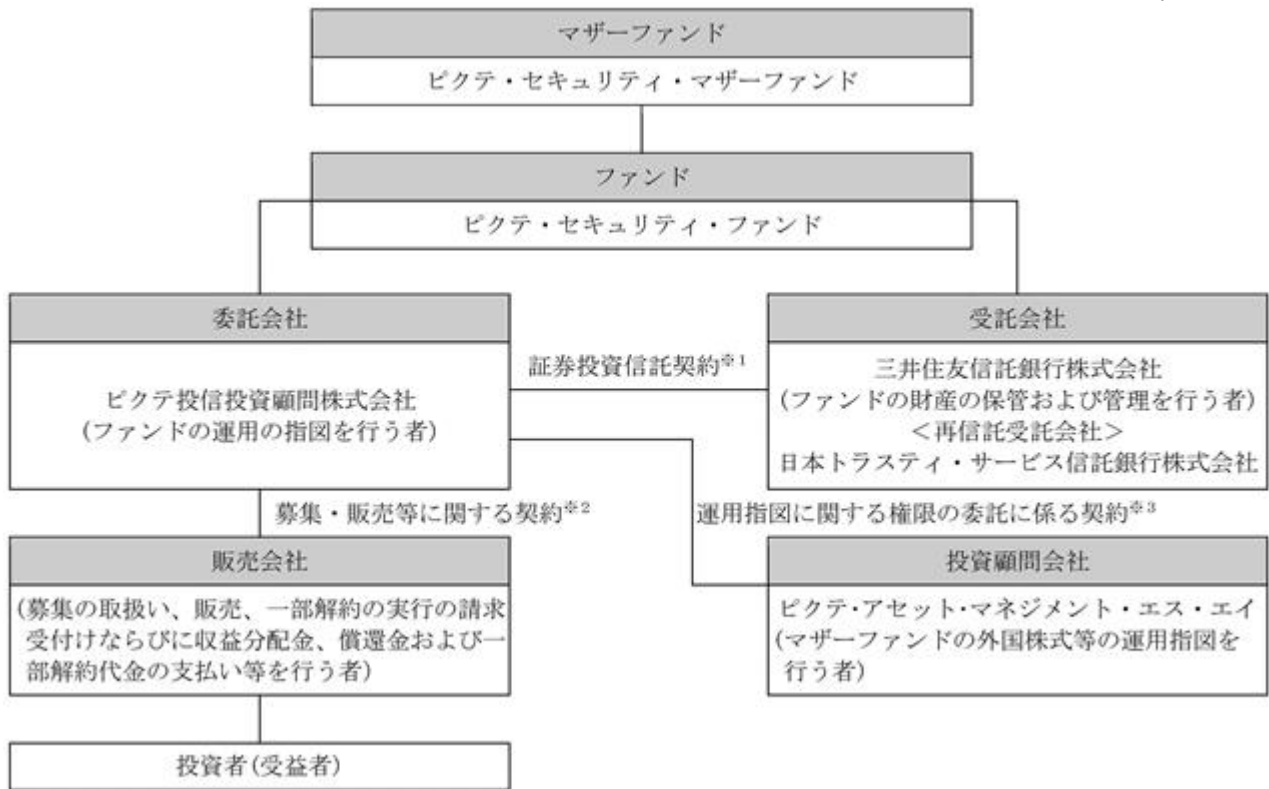 マザーファンド
ピクテ・セキュリティ・マザーファンド
ファンド
ピクテ・セキュリティ・ファンド
委託会社
ピクテ投信投資顧問株式会社
(ファンドの運用の指図を行う者)
証券投資信託契約※1
受託会社
三井住友信託銀行株式会社
(ファンドの財産の保管および管理を行う者)
<再信託受託会社>
日本トラスティ・サービス信託銀行株式会社
募集・販売等に関する契約※2
運用指図に関する権限の委託に係る契約※3
販売会社
(募集の取扱い、販売、一部解約の実行の請求
受付けならびに収益分配金、償還金および一
部解約代金の支払い等を行う者)
投資顧問会社
ピクテ・アセット・マネジメント・エス・エイ
(マザーファンドの外国株式等の運用指図を
行う者)
投資者(受益者)